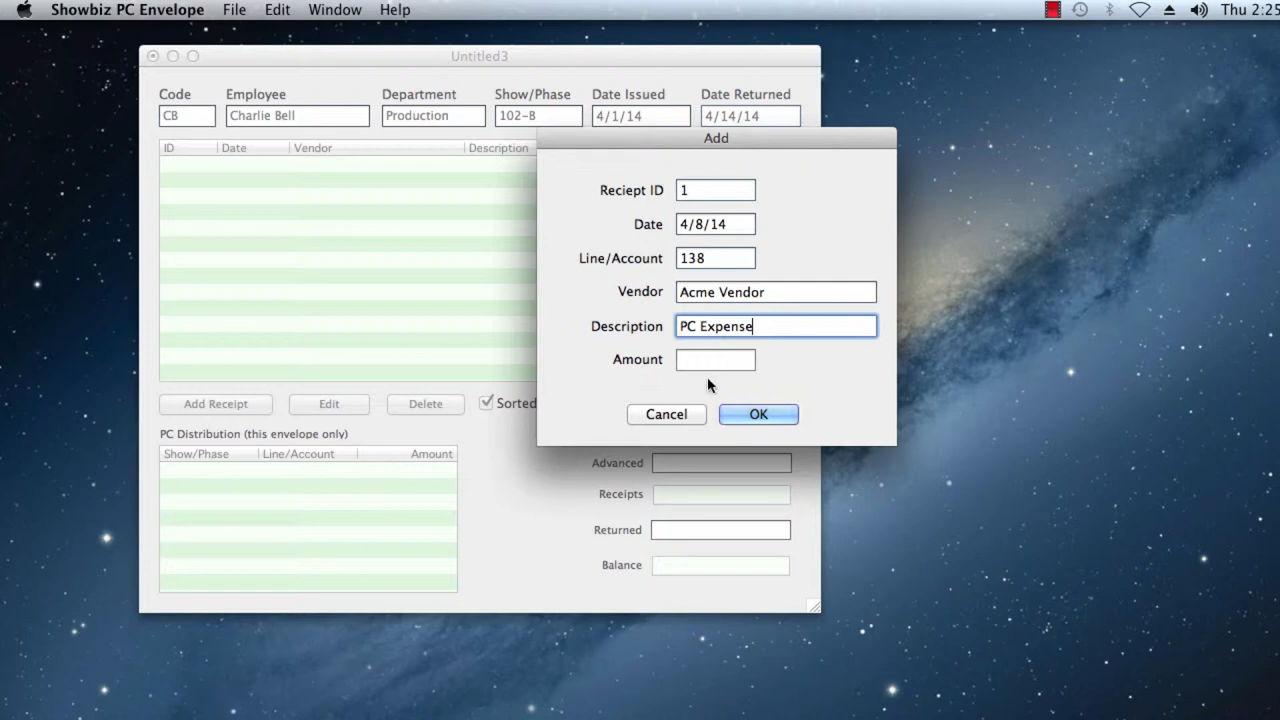 Showbiz PC Envelope File Edit Window Help Thu 2:25
Untitled3
Code Employee Department Show/Phase Date Issued Date Returned
CB Charlie Bell Production 102-B 4/1/14 4/14/14
Add
ID Date Vendor Description
Reciept ID 1
Date 4/8/14
Line/Account 138
Vendor Acme Vendor
Description PC Expense
Amount
Add Receipt Edit Delete Sorted
Cancel OK
PC Distribution (this envelope only)
Show/Phase Line/Account Amount
Advanced
Receipts
Returned
Balance